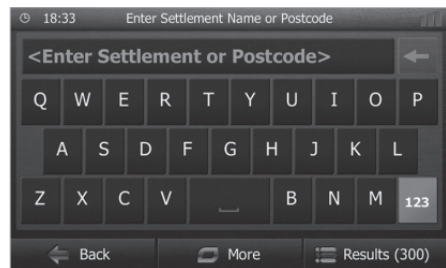 18:33 Enter Settlement Name or Postcode
<Enter Settlement or Postcode>
Q W E R T Y U I O P
A S D F G H J K L
Z X C V B N M 123
Back More Results (300)